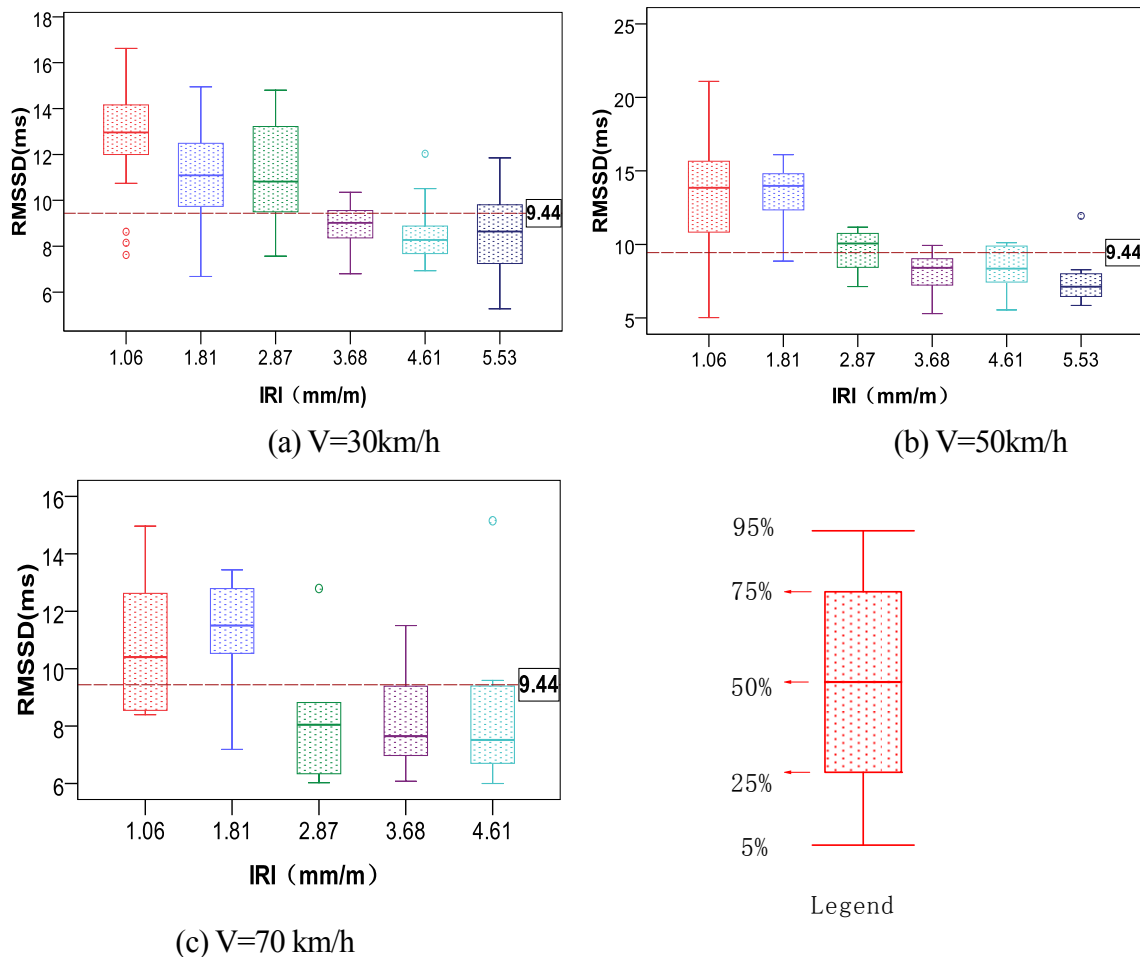 18
16
14
12
10
8
6
RMSSD(ms)
9.44
1.06 1.81 2.87 3.68 4.61 5.53
IRI（mm/m)
(a) V=30km/h
25
20
15
10
5
RMSSD(ms)
9.44
1.06 1.81 2.87 3.68 4.61 5.53
IRI（mm/m）
(b) V=50km/h
16
14
12
10
8
6
RMSSD(ms)
9.44
1.06 1.81 2.87 3.68 4.61
IRI（mm/m）
(c) V=70 km/h
95%
75%
50%
25%
5%
Legend